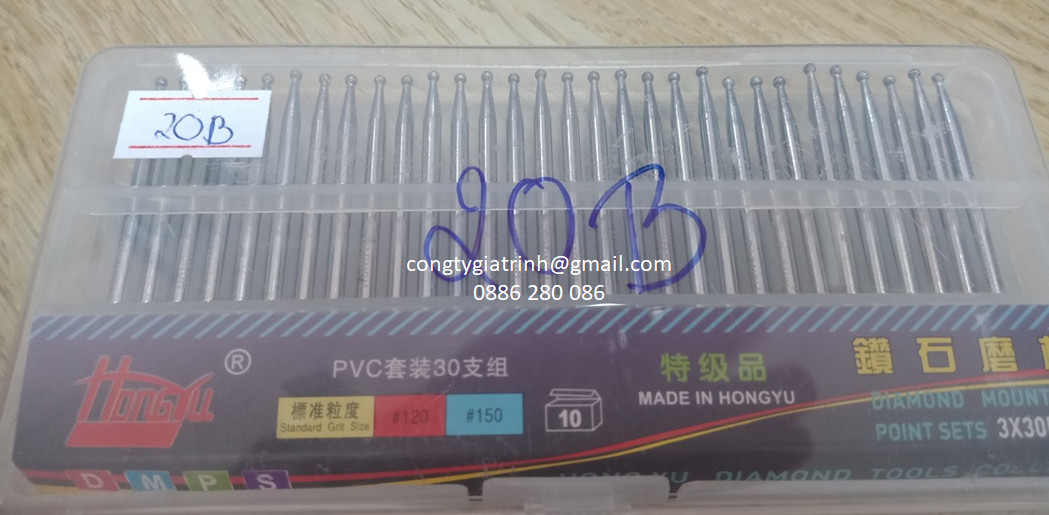 20B
20B
congtygiatrinh@gmail.com
0886 280 086
HONGYU ®
PVC套装30支组
標准粒度
Standard Grit Size
#120
#150
10
特级品
MADE IN HONGYU
鑽石磨
DIAMOND MOUNT
POINT SETS 3X30
D M P S
HONG YU DIAMOND TOOLS CO.,L